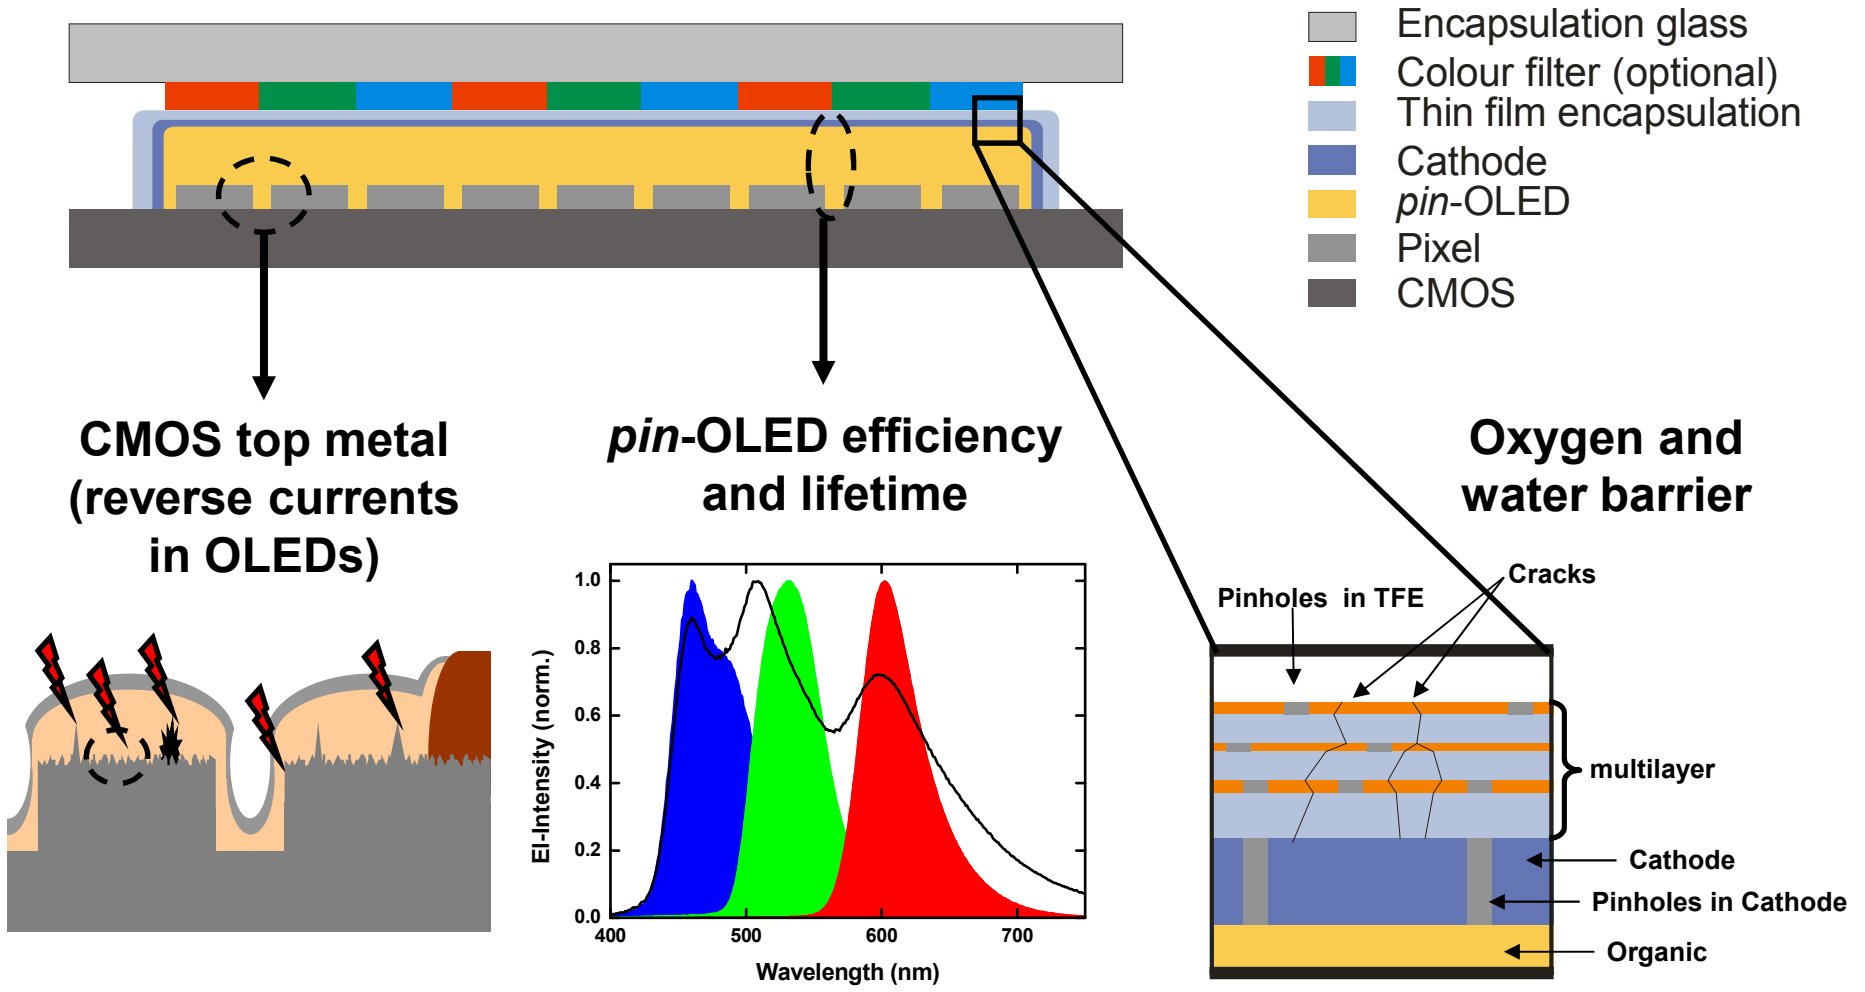 Encapsulation glass
Colour filter (optional)
Thin film encapsulation
Cathode
pin-OLED
Pixel
CMOS
CMOS top metal
(reverse currents
in OLEDs)
pin-OLED efficiency
and lifetime
Oxygen and
water barrier
1.0
0.8
0.6
0.4
0.2
0.0
400
500
600
700
El-Intensity (norm.)
Wavelength (nm)
Cracks
Pinholes in TFE
multilayer
Cathode
Pinholes in Cathode
Organic